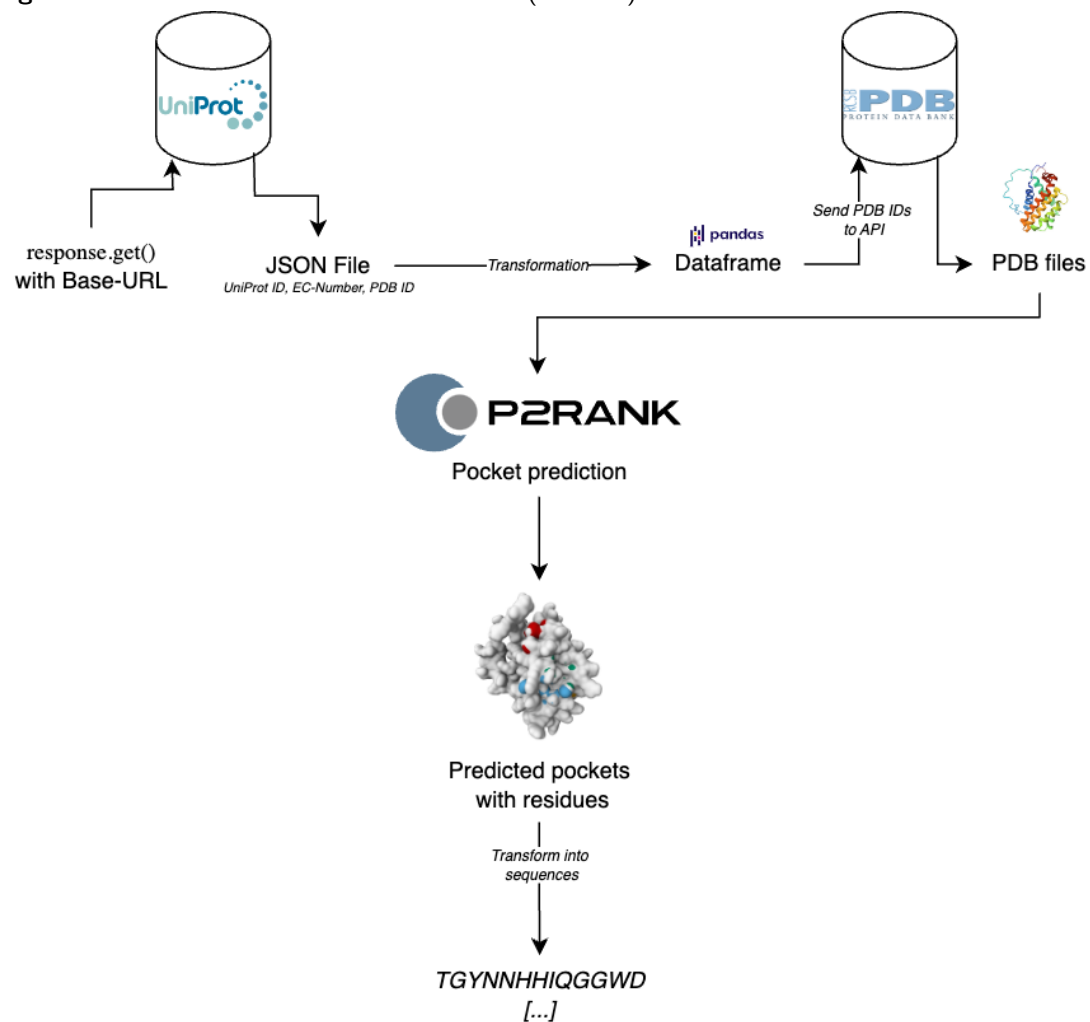 UniProt
RCSB
PDB
PROTEIN DATA BANK
Send PDB IDs
to API
response.get()
with Base-URL
JSON File
UniProt ID, EC-Number, PDB ID
Transformation
pandas
Dataframe
PDB files
P2RANK
Pocket prediction
Predicted pockets
with residues
Transform into
sequences
TGYNNHHIQGGWD
[...]